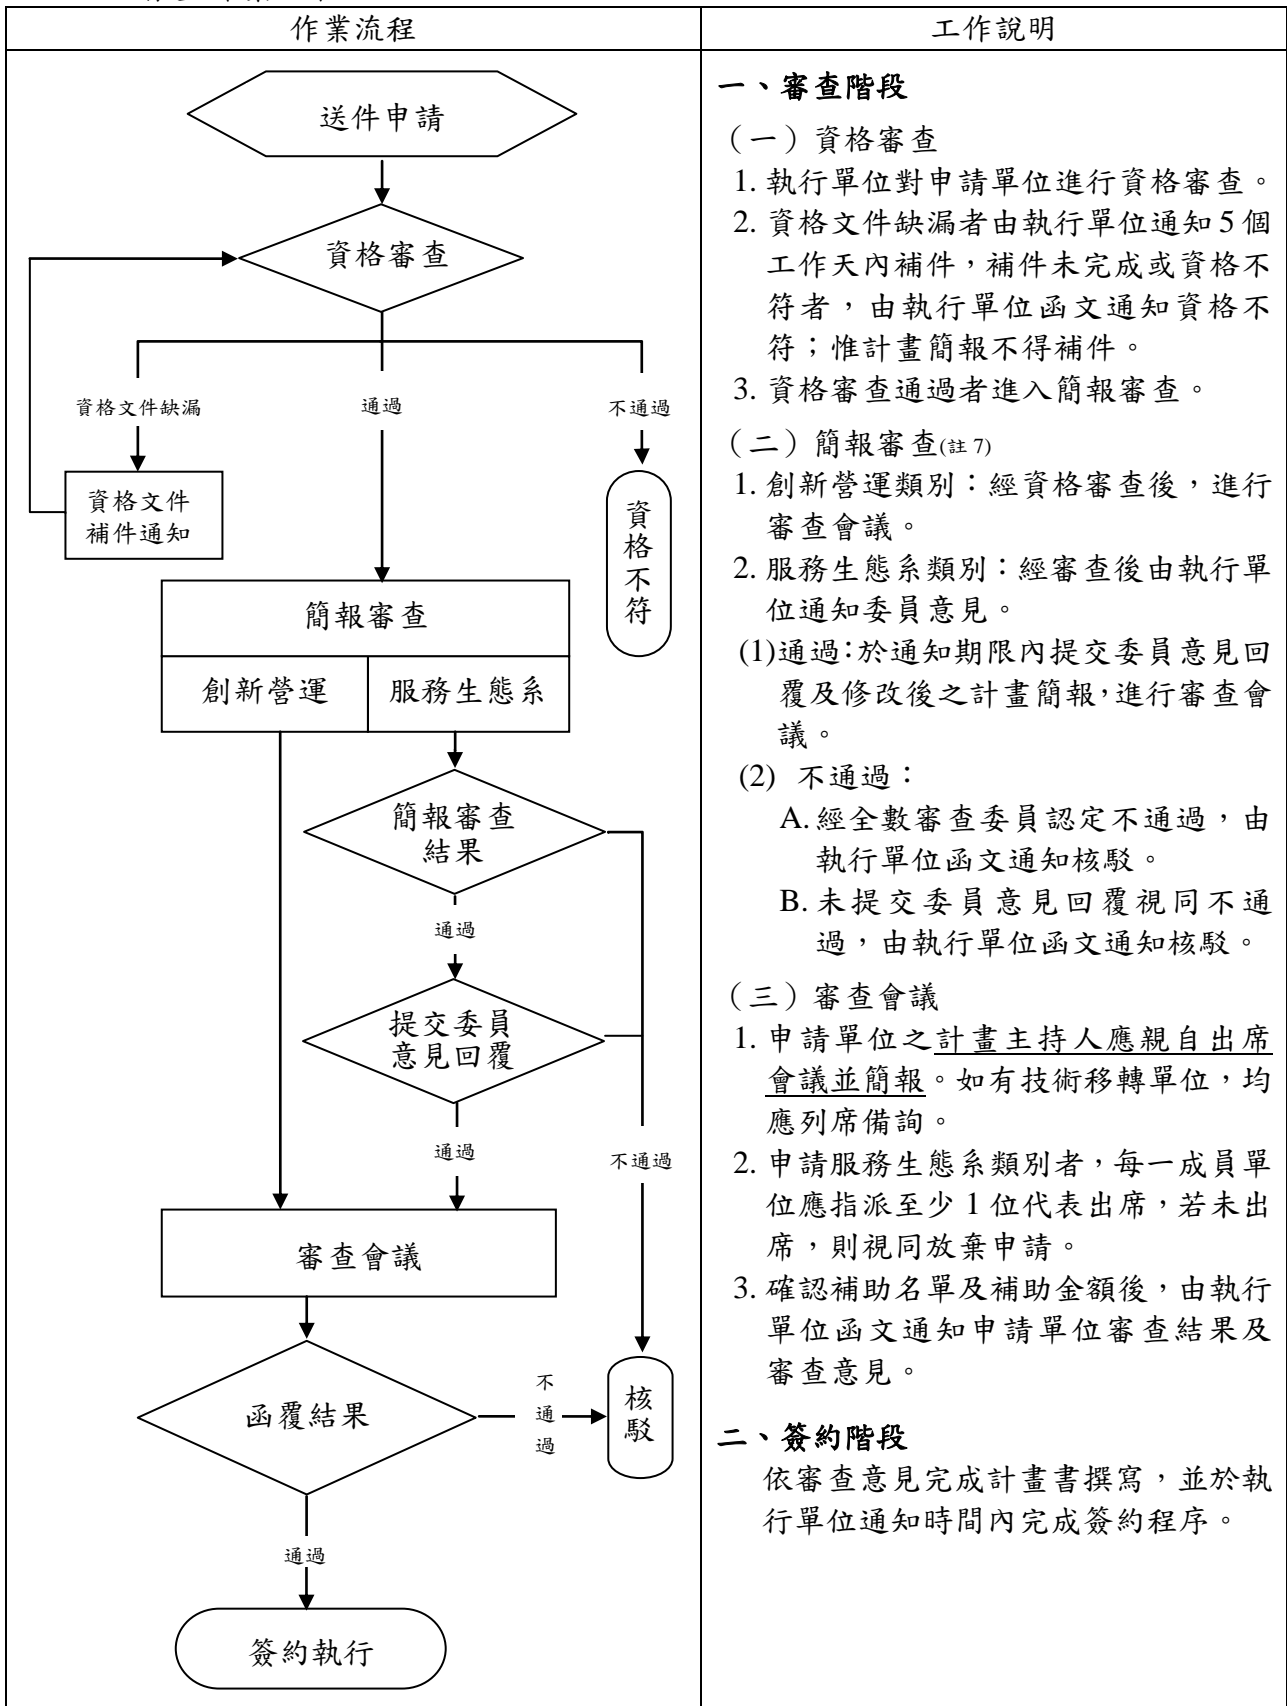 作業流程
工作說明
送件申請
資格審查
資格文件缺漏
通過
不通過
資格文件
補件通知
資格不符
簡報審查
創新營運
服務生態系
簡報審查
結果
通過
提交委員
意見回覆
通過
不通過
審查會議
函覆結果
不通過
核駁
通過
簽約執行
一、審查階段
（一）資格審查
1. 執行單位對申請單位進行資格審查。
2. 資格文件缺漏者由執行單位通知 5 個
工作天內補件，補件未完成或資格不
符者，由執行單位函文通知資格不
符；惟計畫簡報不得補件。
3. 資格審查通過者進入簡報審查。
（二）簡報審查(註 7)
1. 創新營運類別：經資格審查後，進行
審查會議。
2. 服務生態系類別：經審查後由執行單
位通知委員意見。
(1)通過：於通知期限內提交委員意見回
覆及修改後之計畫簡報，進行審查會
議。
(2) 不通過：
A. 經全數審查委員認定不通過，由
執行單位函文通知核駁。
B. 未提交委員意見回覆視同不通
過，由執行單位函文通知核駁。
（三）審查會議
1. 申請單位之計畫主持人應親自出席
會議並簡報。如有技術移轉單位，均
應列席備詢。
2. 申請服務生態系類別者，每一成員單
位應指派至少 1 位代表出席，若未出
席，則視同放棄申請。
3. 確認補助名單及補助金額後，由執行
單位函文通知申請單位審查結果及
審查意見。
二、簽約階段
依審查意見完成計畫書撰寫，並於執
行單位通知時間內完成簽約程序。